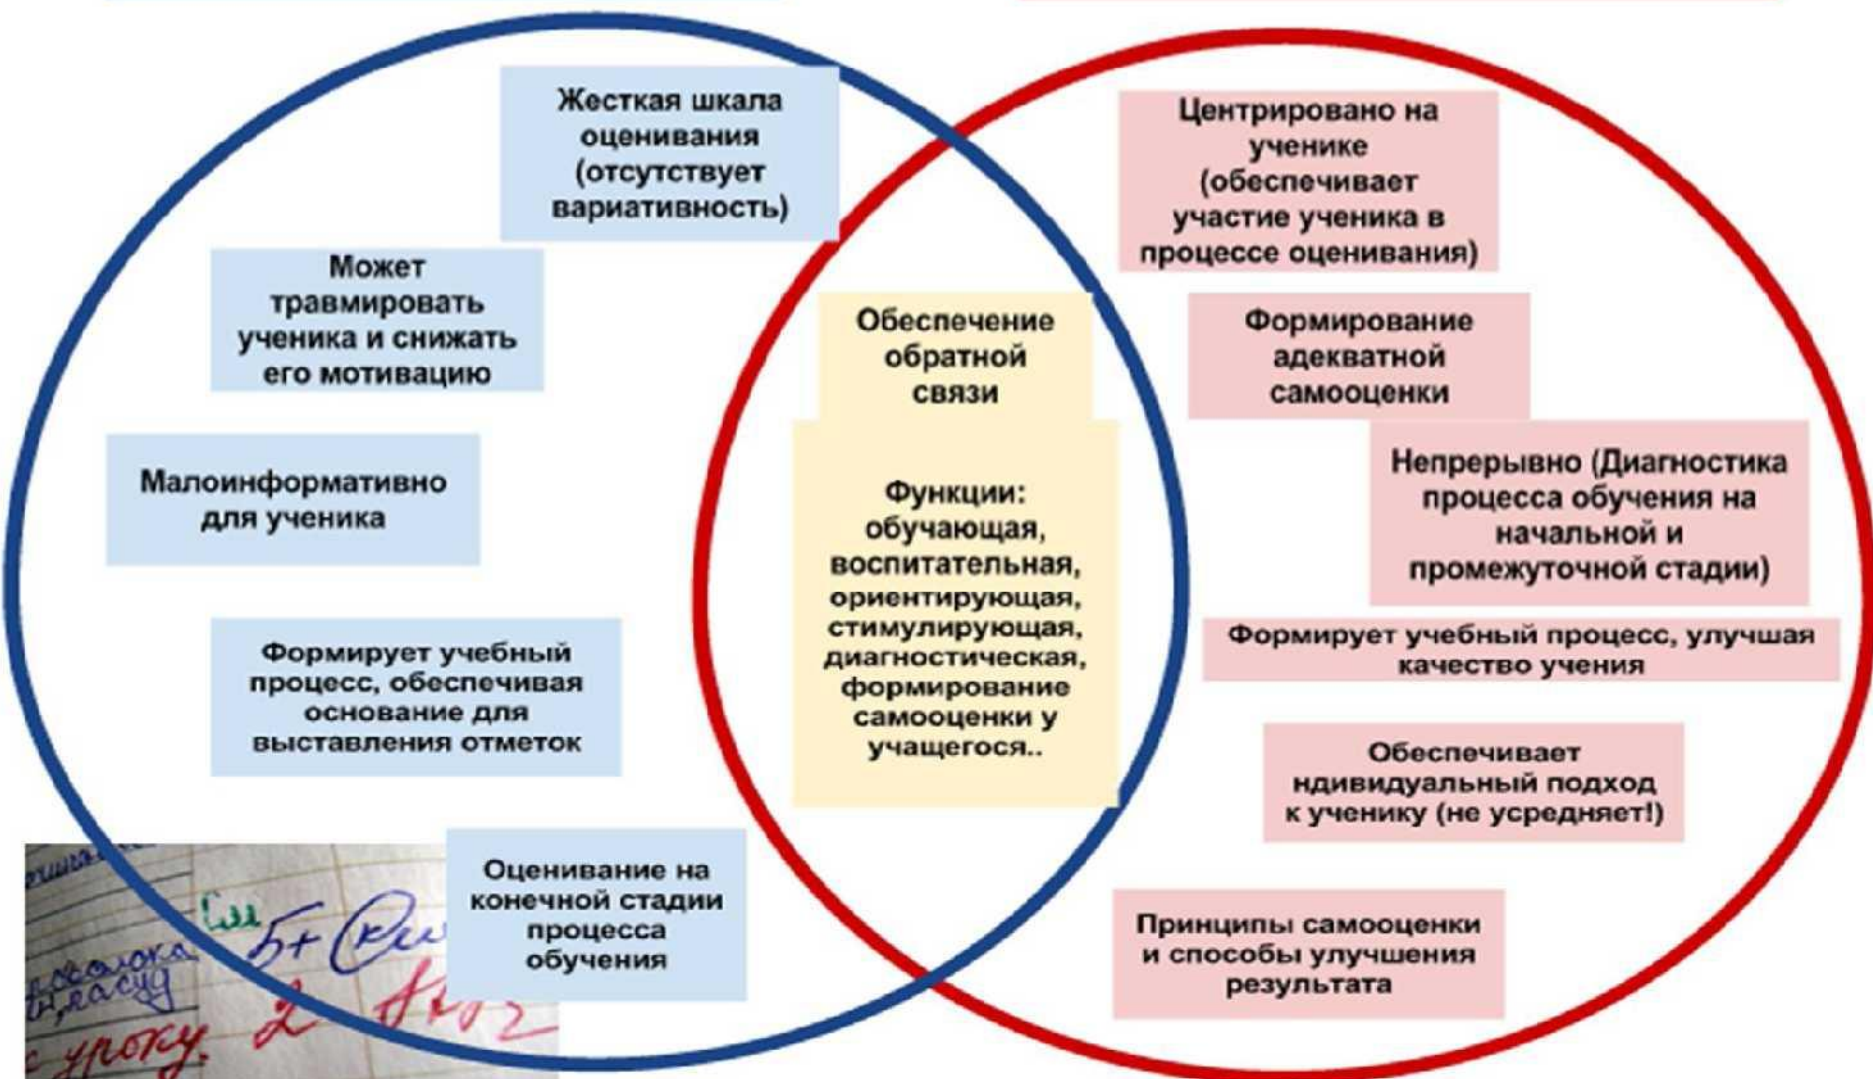 Жесткая шкала
оценивания
(отсутствует
вариативность)
Может
травмировать
ученика и снижать
его мотивацию
Малоинформативно
для ученика
Формирует учебный
процесс, обеспечивая
основание для
выставления отметок
Оценивание на
конечной стадии
процесса
обучения
Обеспечение
обратной
связи
Функции:
обучающая,
воспитательная,
ориентирующая,
стимулирующая,
диагностическая,
формирование
самооценки у
учащегося..
Центрировано на
ученике
(обеспечивает
участие ученика в
процессе оценивания)
Формирование
адекватной
самооценки
Непрерывно (Диагностика
процесса обучения на
начальной и
промежуточной стадии)
Формирует учебный процесс, улучшая
качество учения
Обеспечивает
ндивидуальный подход
к ученику (не усредняет!)
Принципы самооценки
и способы улучшения
результата
5+
уроку. 2